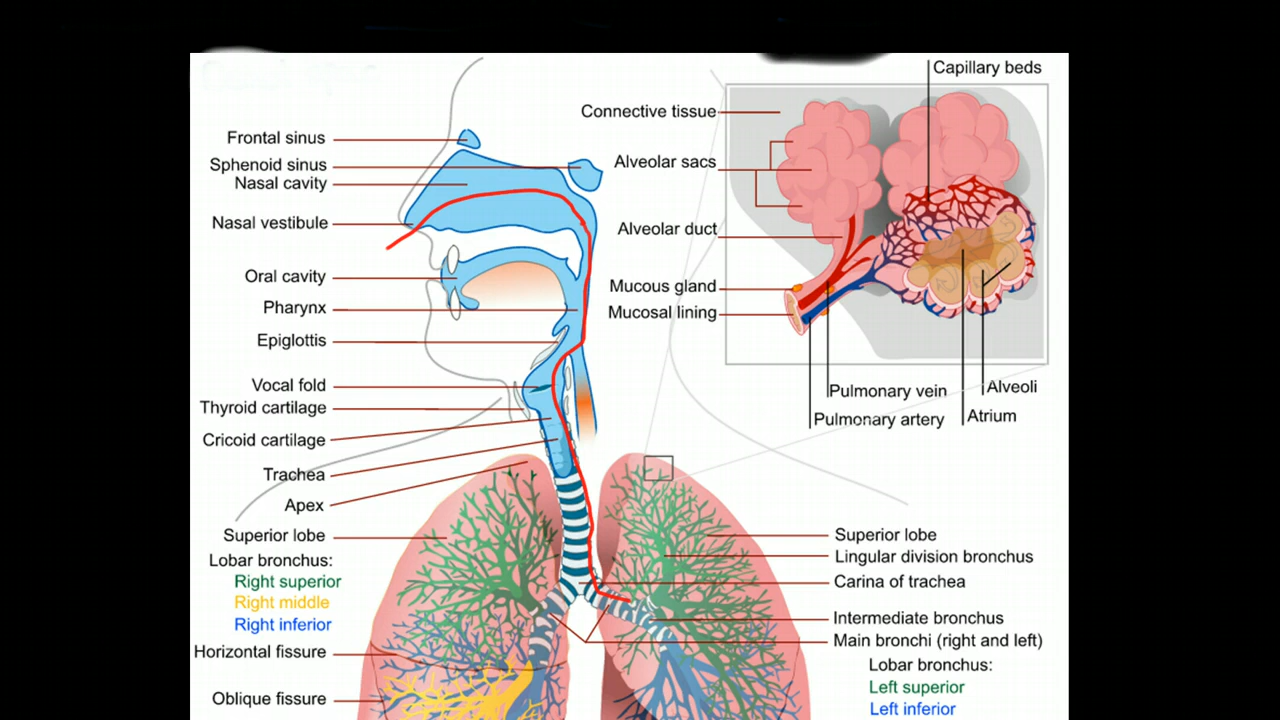 Capillary beds
Connective tissue
Frontal sinus
Sphenoid sinus
Alveolar sacs
Nasal cavity
Nasal vestibule
Alveolar duct
Oral cavity
Mucous gland
Pharynx
Mucosal lining
Epiglottis
Vocal fold
Pulmonary vein
Alveoli
Thyroid cartilage
Pulmonary artery
Atrium
Cricoid cartilage
Trachea
Apex
Superior lobe
Lobar bronchus:
Right superior
Right middle
Right inferior
Horizontal fissure
Oblique fissure
Superior lobe
Lingular division bronchus
Carina of trachea
Intermediate bronchus
Main bronchi (right and left)
Lobar bronchus:
Left superior
Left inferior